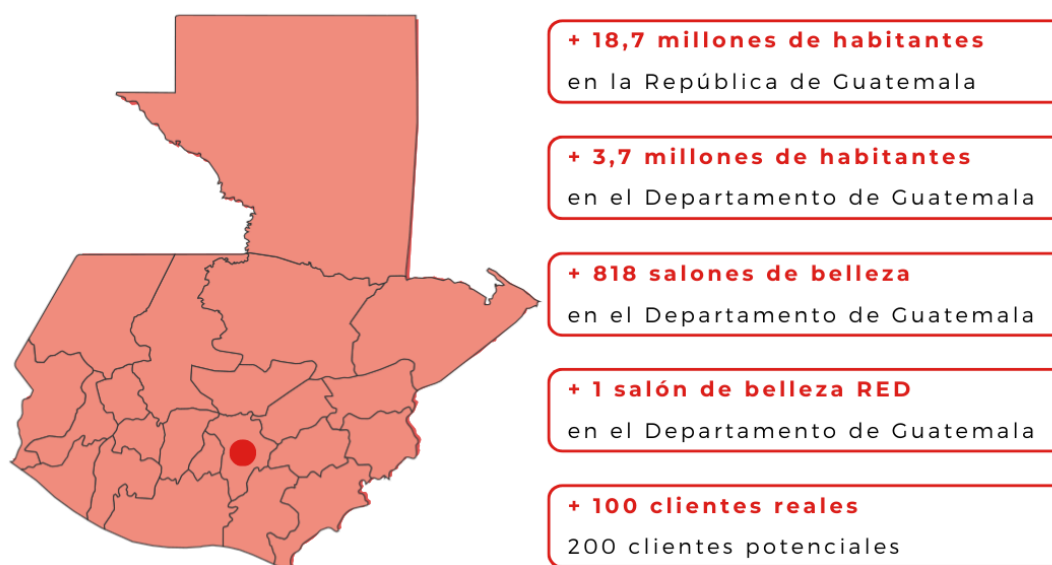 + 18,7 millones de habitantes
en la República de Guatemala
+ 3,7 millones de habitantes
en el Departamento de Guatemala
+ 818 salones de belleza
en el Departamento de Guatemala
+ 1 salón de belleza RED
en el Departamento de Guatemala
+ 100 clientes reales
200 clientes potenciales